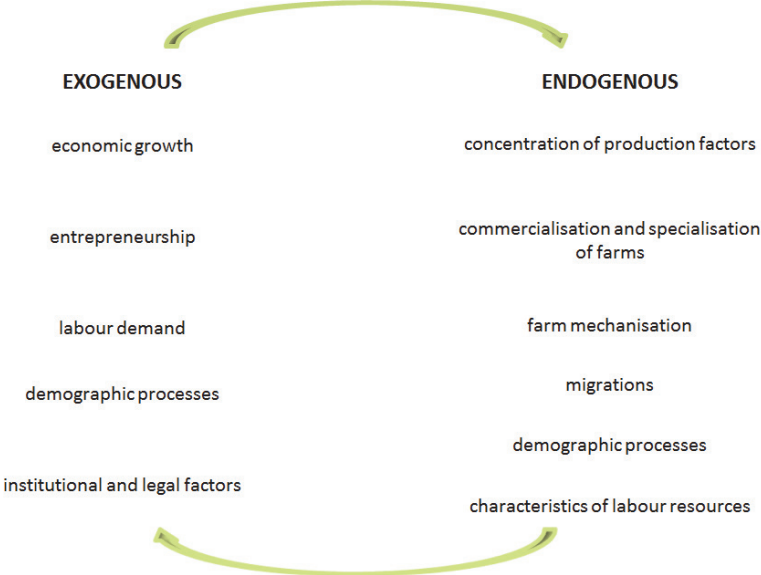 EXOGENOUS
economic growth
entrepreneurship
labour demand
demographic processes
institutional and legal factors
ENDOGENOUS
concentration of production factors
commercialisation and specialisation
of farms
farm mechanisation
migrations
demographic processes
characteristics of labour resources